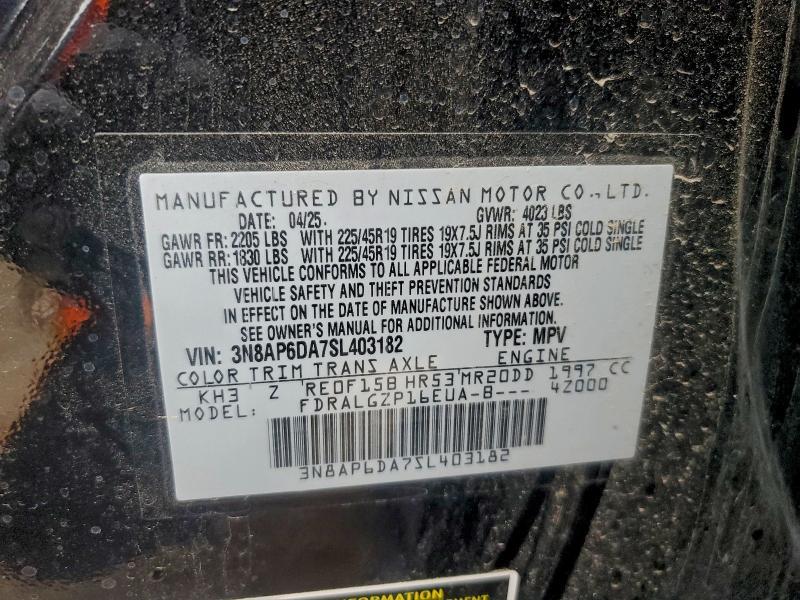 MANUFACTURED BY NISSAN MOTOR CO., LTD.
DATE: 04/25. GVWR: 4023 LBS
GAWR FR: 2205 LBS WITH 225/45R19 TIRES 19X7.5J RIMS AT 35 PSI COLD SINGLE
GAWR RR: 1830 LBS WITH 225/45R19 TIRES 19X7.5J RIMS AT 35 PSI COLD SINGLE
THIS VEHICLE CONFORMS TO ALL APPLICABLE FEDERAL MOTOR
VEHICLE SAFETY AND THEFT PREVENTION STANDARDS
IN EFFECT ON THE DATE OF MANUFACTURE SHOWN ABOVE.
SEE OWNER'S MANUAL FOR ADDITIONAL INFORMATION.
VIN: 3N8AP6DA7SL403182 TYPE: MPV
COLOR TRIM TRANS AXLE ENGINE
KH3 Z RE0F15B HR53 MR20DD 1997 CC
MODEL: FDRALGZP16EUA-B--- 42000
3N8AP6DA7SL403182
INFORMATION